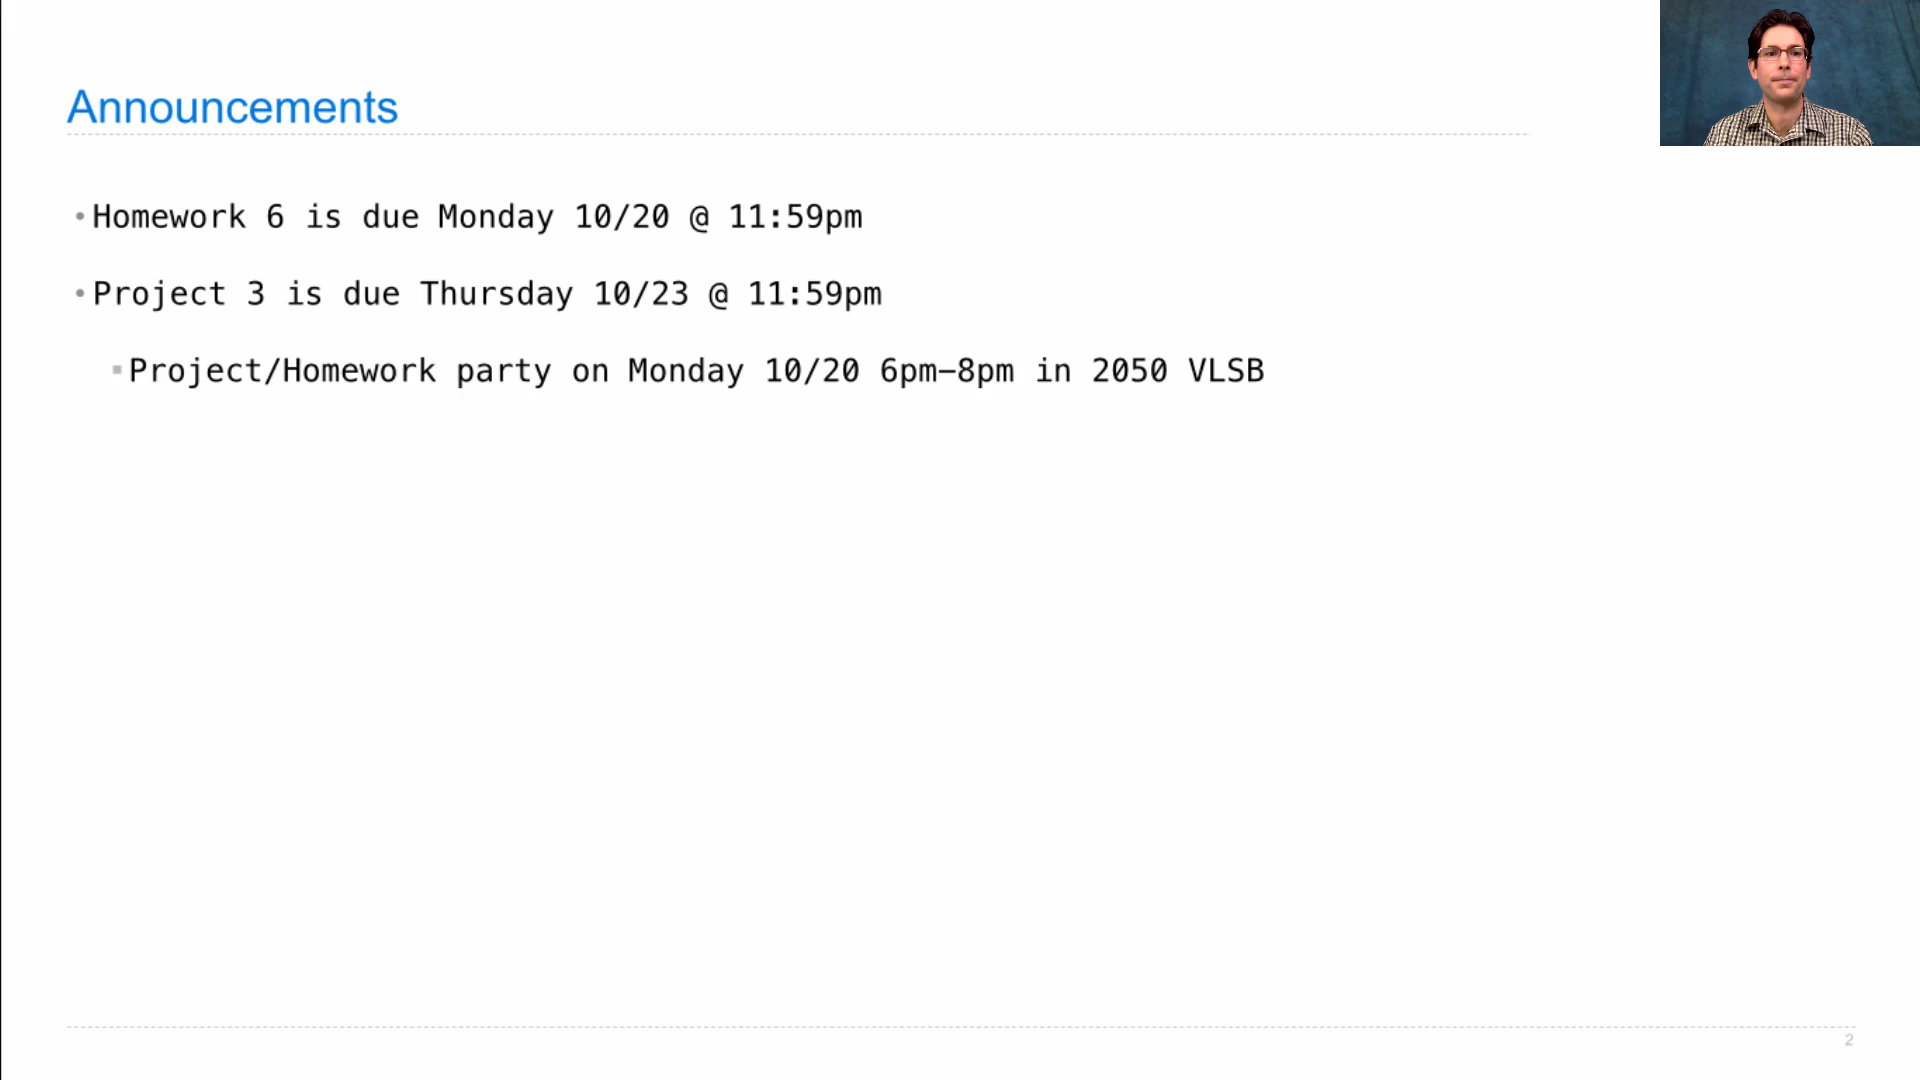 Announcements
•Homework 6 is due Monday 10/20 @ 11:59pm
•Project 3 is due Thursday 10/23 @ 11:59pm
▪Project/Homework party on Monday 10/20 6pm–8pm in 2050 VLSB
2